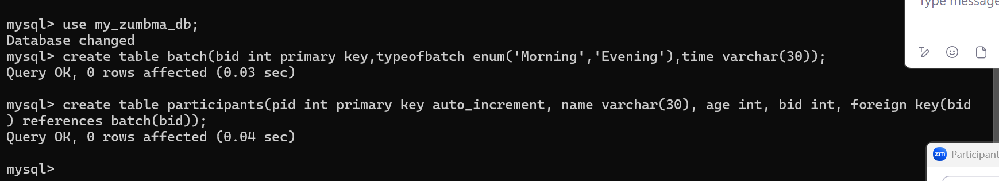 Type message
mysql> use my_zumbma_db;
Database changed
mysql> create table batch(bid int primary key,typeofbatch enum('Morning','Evening'),time varchar(30));
Query OK, 0 rows affected (0.03 sec)
mysql> create table participants(pid int primary key auto_increment, name varchar(30), age int, bid int, foreign key(bid
) references batch(bid));
Query OK, 0 rows affected (0.04 sec)
zm Participant
mysql>